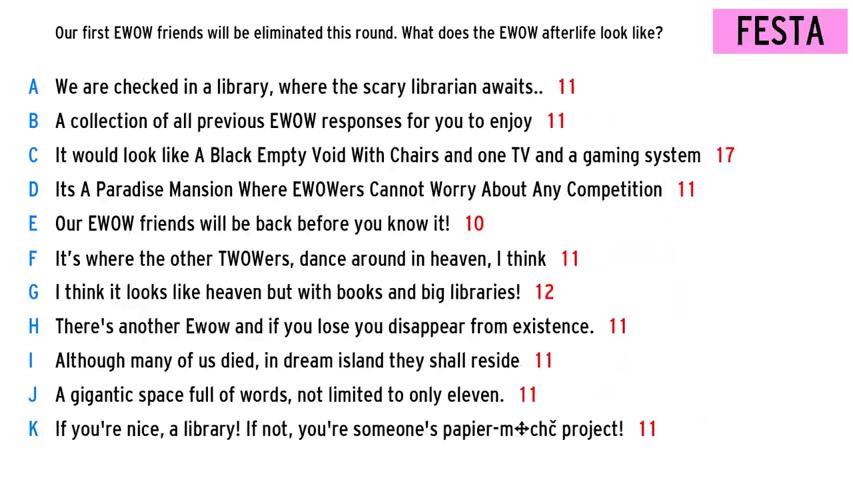 Our first EWOW friends will be eliminated this round. What does the EWOW afterlife look like?
FESTA
A We are checked in a library, where the scary librarian awaits.. 11
B A collection of all previous EWOW responses for you to enjoy 11
C It would look like A Black Empty Void With Chairs and one TV and a gaming system 17
D Its A Paradise Mansion Where EWOWers Cannot Worry About Any Competition 11
E Our EWOW friends will be back before you know it! 10
F It’s where the other TWOWers, dance around in heaven, I think 11
G I think it looks like heaven but with books and big libraries! 12
H There's another Ewow and if you lose you disappear from existence. 11
I Although many of us died, in dream island they shall reside 11
J A gigantic space full of words, not limited to only eleven. 11
K If you're nice, a library! If not, you're someone's papier-m✢chč project! 11